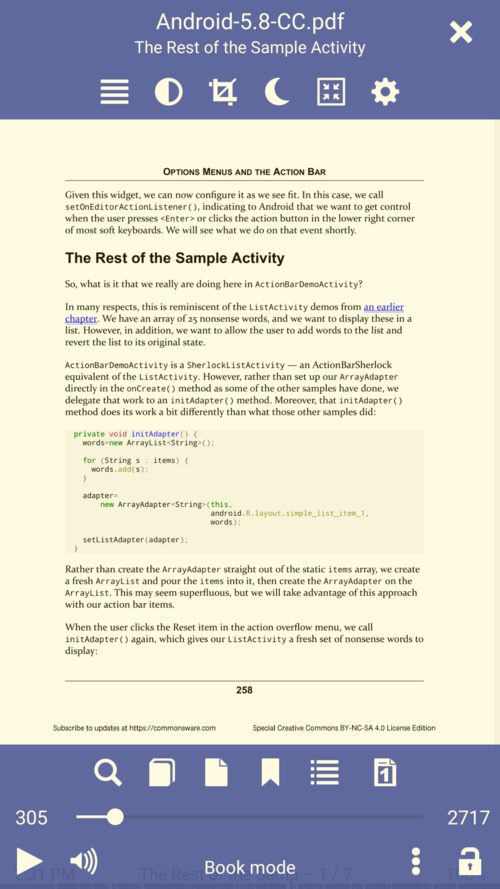 Android-5.8-CC.pdf
The Rest of the Sample Activity
OPTIONS MENUS AND THE ACTION BAR
Given this widget, we can now configure it as we see fit. In this case, we call
setOnEditorActionListener(), indicating to Android that we want to get control
when the user presses <Enter> or clicks the action button in the lower right corner
of most soft keyboards. We will see what we do on that event shortly.
The Rest of the Sample Activity
So, what is it that we really are doing here in ActionBarDemoActivity?
In many respects, this is reminiscent of the ListActivity demos from an earlier
chapter. We have an array of 25 nonsense words, and we want to display these in a
list. However, in addition, we want to allow the user to add words to the list and
revert the list to its original state.
ActionBarDemoActivity is a SherlockListActivity — an ActionBarSherlock
equivalent of the ListActivity. However, rather than set up our ArrayAdapter
directly in the onCreate() method as some of the other samples have done, we
delegate that work to an initAdapter() method. Moreover, that initAdapter()
method does its work a bit differently than what those other samples did:
private void initAdapter() {
words=new ArrayList<String>();
for (String s : items) {
words.add(s);
}
adapter=
new ArrayAdapter<String>(this,
android.R.layout.simple_list_item_1,
words);
setListAdapter(adapter);
}
Rather than create the ArrayAdapter straight out of the static items array, we create
a fresh ArrayList and pour the items into it, then create the ArrayAdapter on the
ArrayList. This may seem superfluous, but we will take advantage of this approach
with our action bar items.
When the user clicks the Reset item in the action overflow menu, we call
initAdapter() again, which gives our ListActivity a fresh set of nonsense words to
display:
258
Subscribe to updates at https://commonsware.com Special Creative Commons BY-NC-SA 4.0 License Edition
1
305 2717
:31 PM The Rest of the Samp – 1 / 7
Book mode